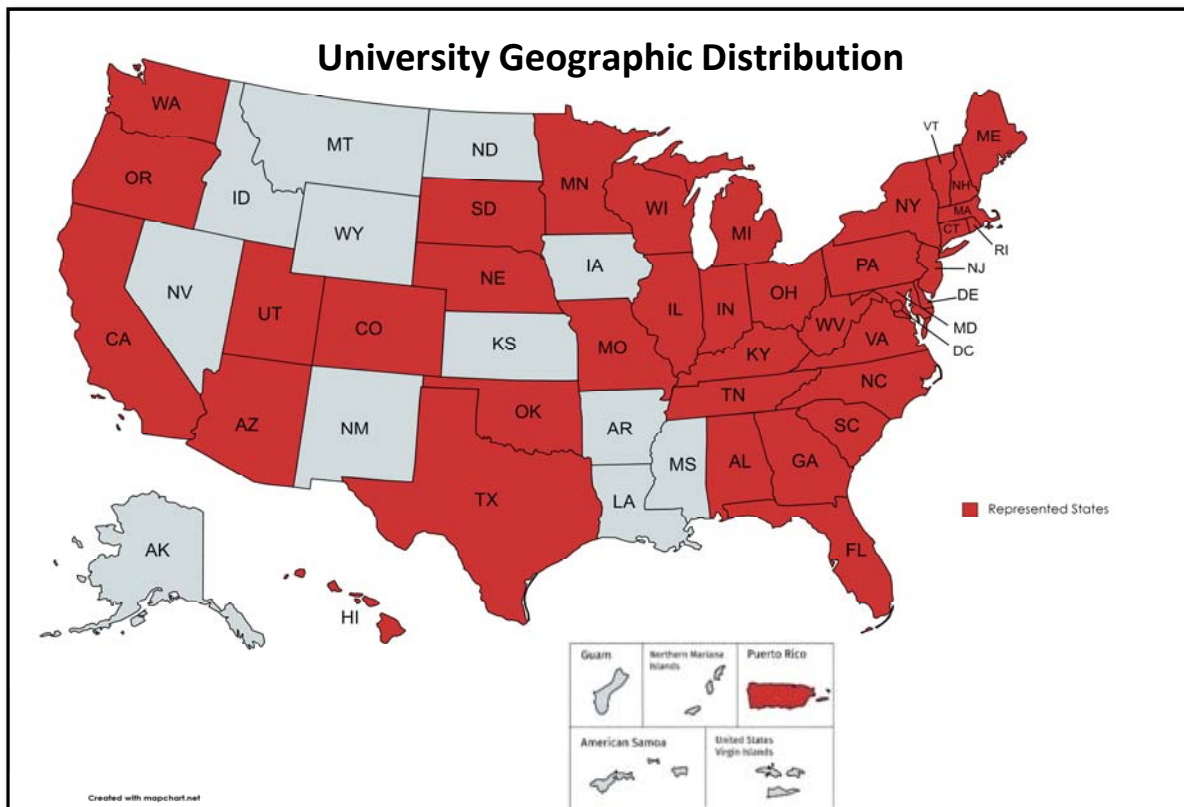 University Geographic Distribution
WA
MT
ND
VT
ME
OR
ID
MN
NH
SD
WI
NY
MA
WY
MI
CT
RI
IA
PA
NE
NJ
NV
OH
DE
UT
IL
IN
CO
WV
MD
CA
KS
MO
VA
DC
KY
NC
TN
OK
AZ
NM
AR
SC
MS
AL
GA
TX
LA
Represented States
AK
FL
HI
Guam
Northern Mariana
Islands
Puerto Rico
American Samoa
United States
Virgin Islands
Created with mapchart.net